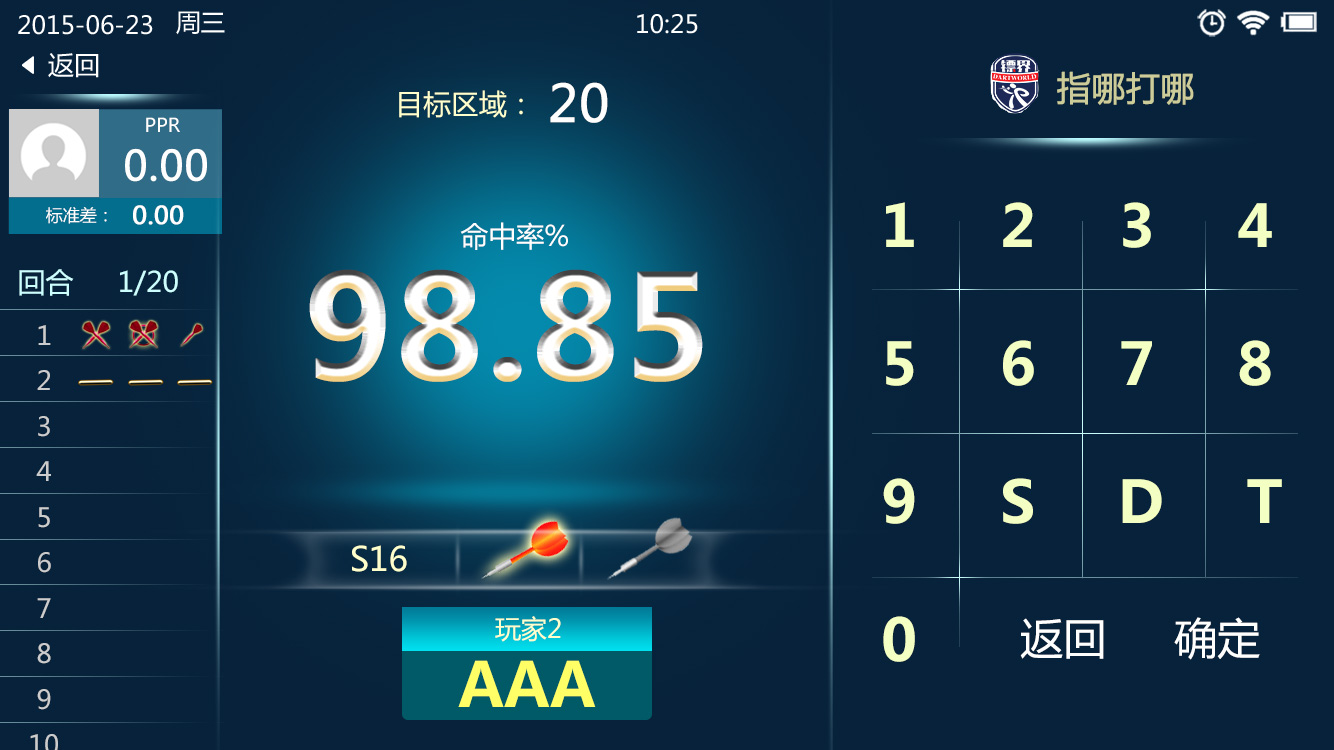 2015-06-23 周三
10:25
返回
PPR
0.00
标准差： 0.00
回合 1/20
1
2
3
4
5
6
7
8
9
10
目标区域： 20
命中率%
98.85
S16
玩家2
AAA
镖界
DARTWORLD
指哪打哪
1 2 3 4
5 6 7 8
9 S D T
0 返回 确定